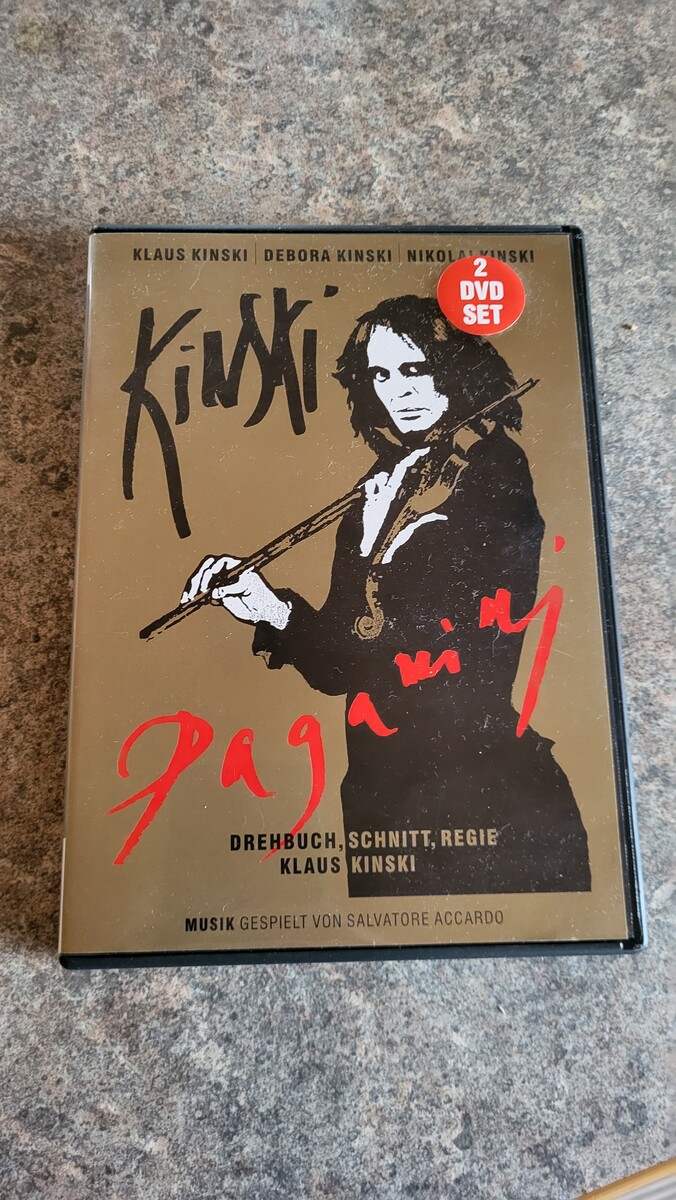 KLAUS KINSKI | DEBORA KINSKI | NIKOLAI KINSKI
2
DVD
SET
Kinski
Paganini
DREHBUCH, SCHNITT, REGIE
KLAUS KINSKI
MUSIK GESPIELT VON SALVATORE ACCARDO